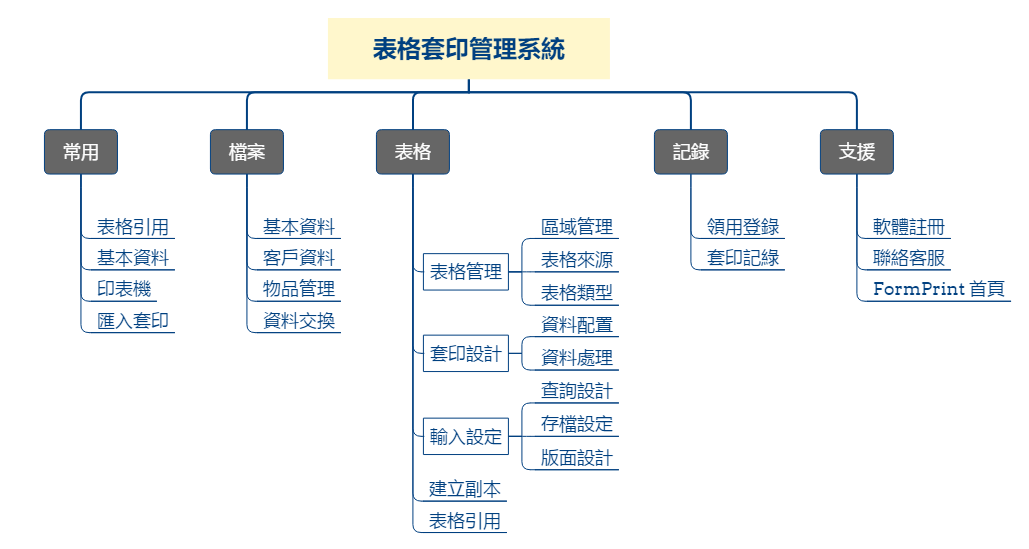 表格套印管理系統
常用
表格引用
基本資料
印表機
匯入套印
檔案
基本資料
客戶資料
物品管理
資料交換
表格
表格管理
區域管理
表格來源
表格類型
套印設計
資料配置
資料處理
輸入設定
查詢設計
存檔設定
版面設計
建立副本
表格引用
記錄
領用登錄
套印記錄
支援
軟體註冊
聯絡客服
FormPrint 首頁